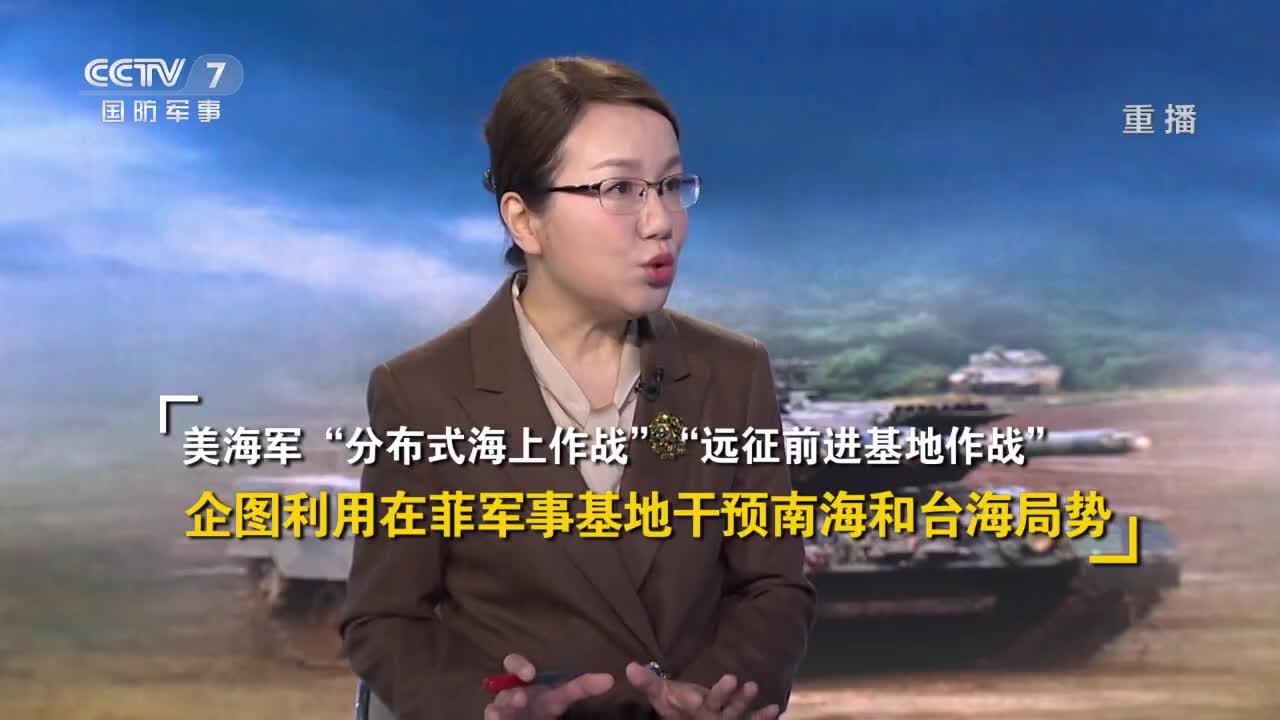 CCTV 7
国防军事
重播
美海军“分布式海上作战”“远征前进基地作战”
企图利用在菲军事基地干预南海和台海局势